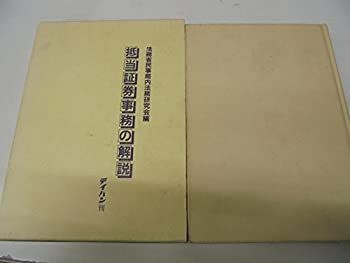 法務省民事局内法務研究会編
抵当証券事務の解説
テイハン刊